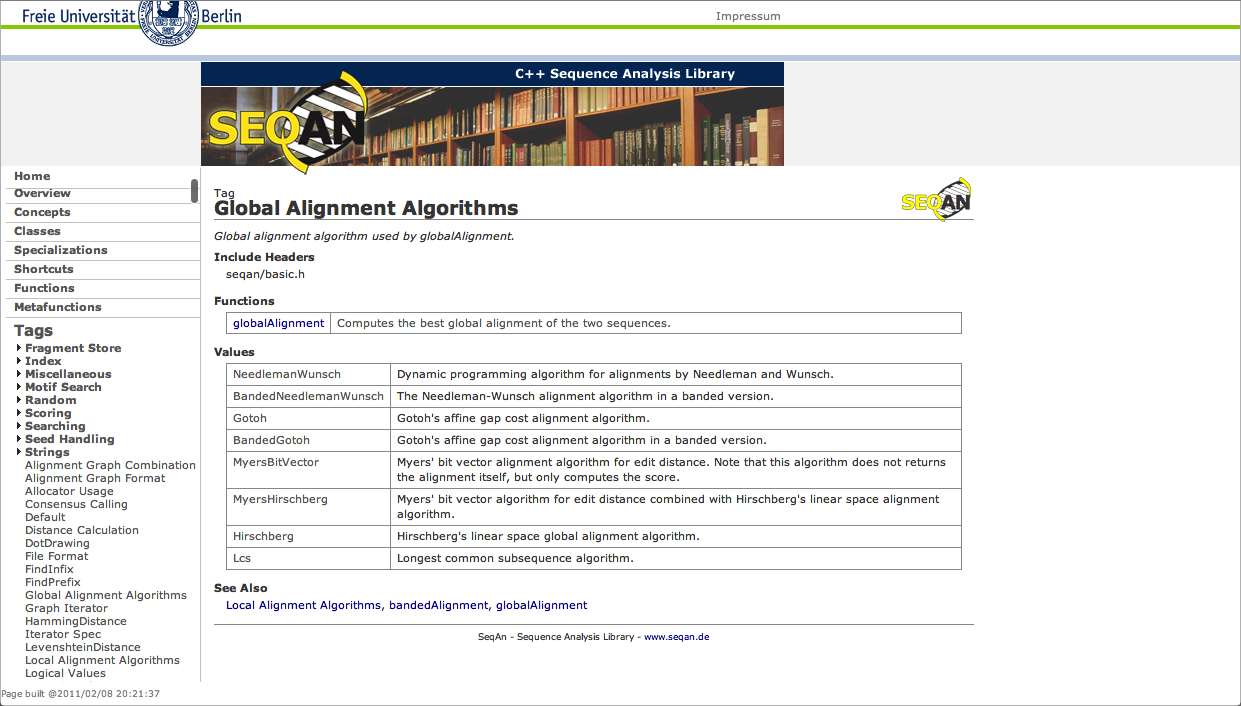 Freie Universität Berlin
Impressum
C++ Sequence Analysis Library
SEQAN
Home
Overview
Concepts
Classes
Specializations
Shortcuts
Functions
Metafunctions
Tags
Fragment Store
Index
Miscellaneous
Motif Search
Random
Scoring
Searching
Seed Handling
Strings
Alignment Graph Combination
Alignment Graph Format
Allocator Usage
Consensus Calling
Default
Distance Calculation
DotDrawing
File Format
FindInfix
FindPrefix
Global Alignment Algorithms
Graph Iterator
HammingDistance
Iterator Spec
LevenshteinDistance
Local Alignment Algorithms
Logical Values
Page built @2011/02/08 20:21:37
Tag
Global Alignment Algorithms
SEQAN
Global alignment algorithm used by globalAlignment.
Include Headers
seqan/basic.h
Functions
globalAlignment Computes the best global alignment of the two sequences.
Values
NeedlemanWunsch Dynamic programming algorithm for alignments by Needleman and Wunsch.
BandedNeedlemanWunsch The Needleman-Wunsch alignment algorithm in a banded version.
Gotoh Gotoh's affine gap cost alignment algorithm.
BandedGotoh Gotoh's affine gap cost alignment algorithm in a banded version.
MyersBitVector Myers' bit vector alignment algorithm for edit distance. Note that this algorithm does not returns
the alignment itself, but only computes the score.
MyersHirschberg Myers' bit vector algorithm for edit distance combined with Hirschberg's linear space alignment
algorithm.
Hirschberg Hirschberg's linear space global alignment algorithm.
Lcs Longest common subsequence algorithm.
See Also
Local Alignment Algorithms, bandedAlignment, globalAlignment
SeqAn - Sequence Analysis Library - www.seqan.de